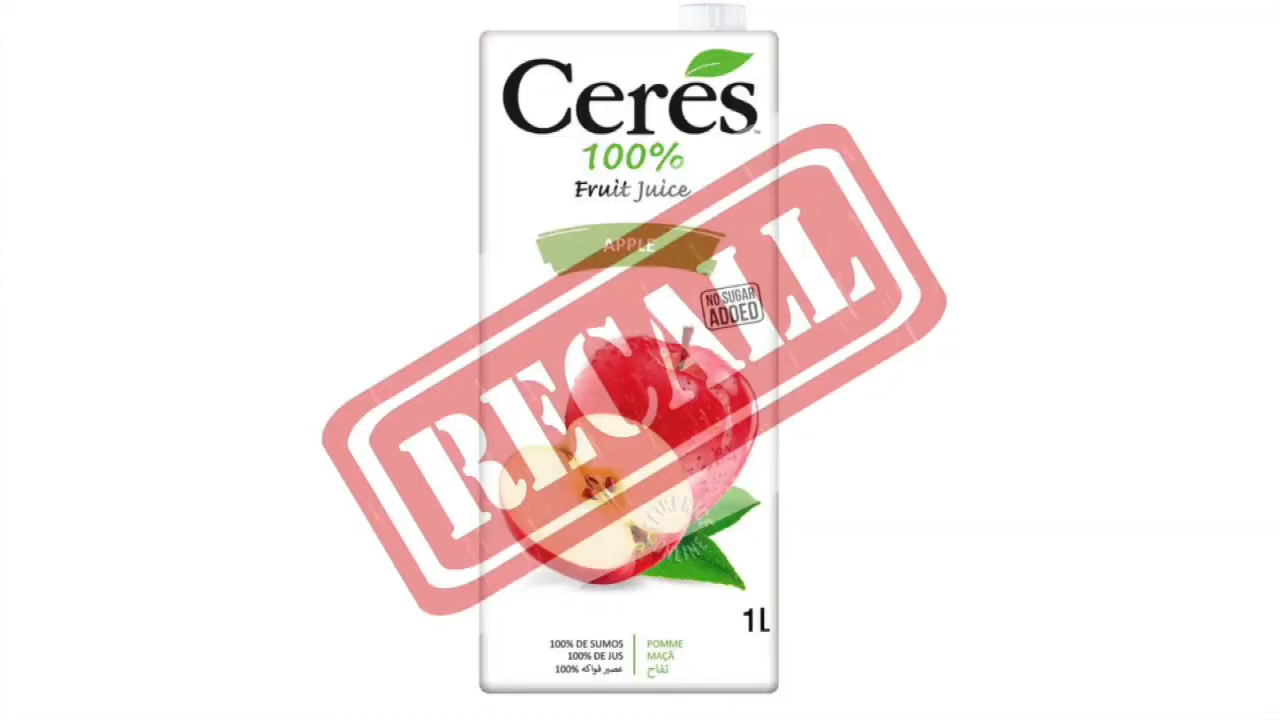 Ceres
100%
Fruit Juice
APPLE
NO SUGAR
ADDED
RECALL
1L
100% DE SUMOS
100% DE JUS
100% عصير فواكه
POMME
MAÇÃ
تفاح